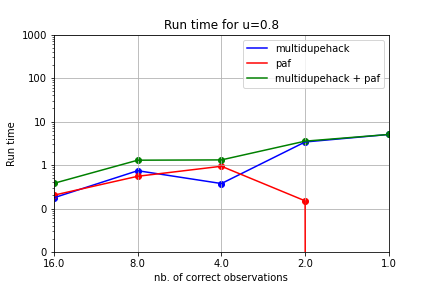 Run time for u=0.8
1000
100
10
1
0
0
Run time
multidupehack
paf
multidupehack + paf
16.0 8.0 4.0 2.0 1.0
nb. of correct observations